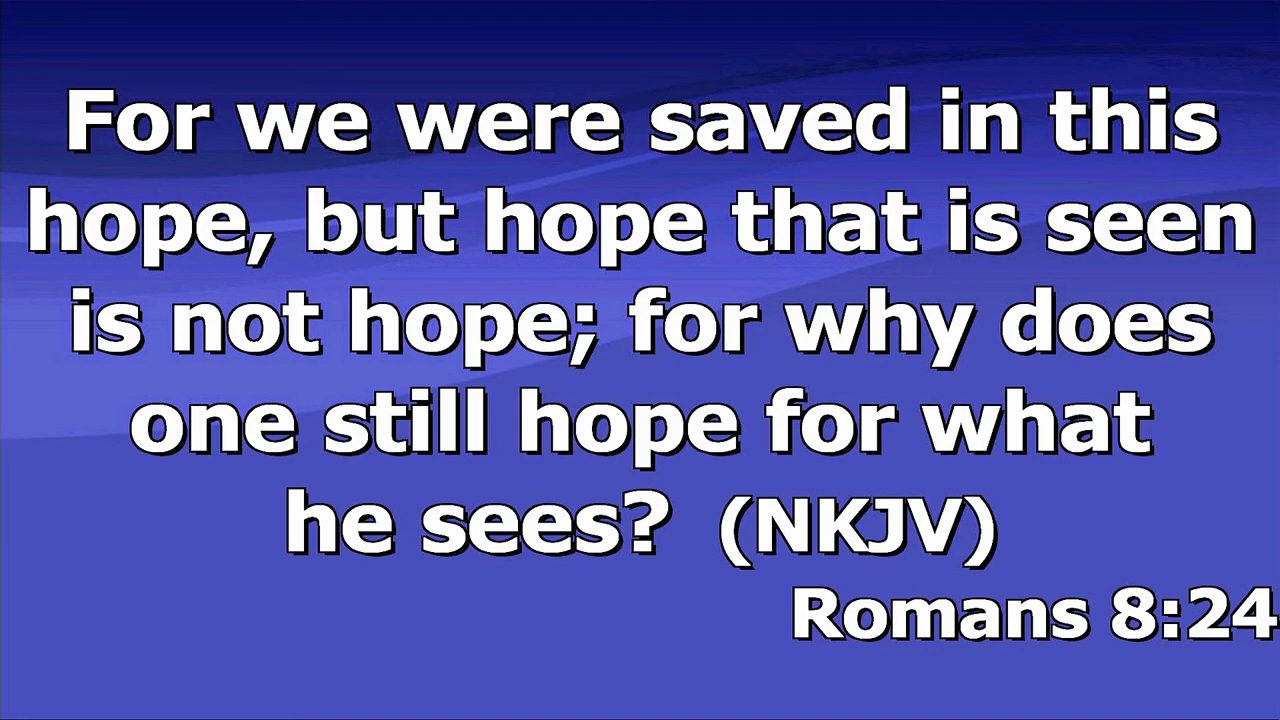 For we were saved in this
hope, but hope that is seen
is not hope; for why does
one still hope for what
he sees? (NKJV)
Romans 8:24